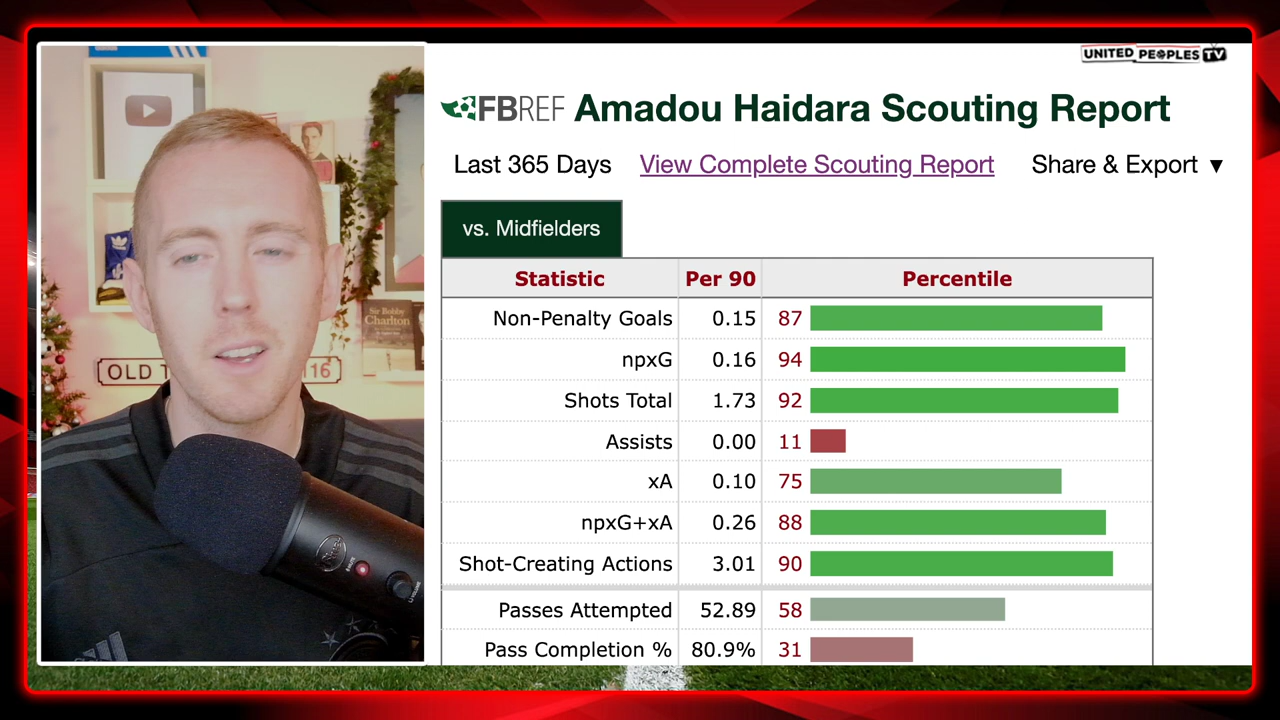 UNITED PEOPLES TV
FBREF Amadou Haidara Scouting Report
Last 365 Days View Complete Scouting Report Share & Export ▼
vs. Midfielders
Statistic Per 90 Percentile
Non-Penalty Goals 0.15 87
npxG 0.16 94
Shots Total 1.73 92
Assists 0.00 11
xA 0.10 75
npxG+xA 0.26 88
Shot-Creating Actions 3.01 90
Passes Attempted 52.89 58
Pass Completion % 80.9% 31
Sir Bobby
Charlton
OLD T
16